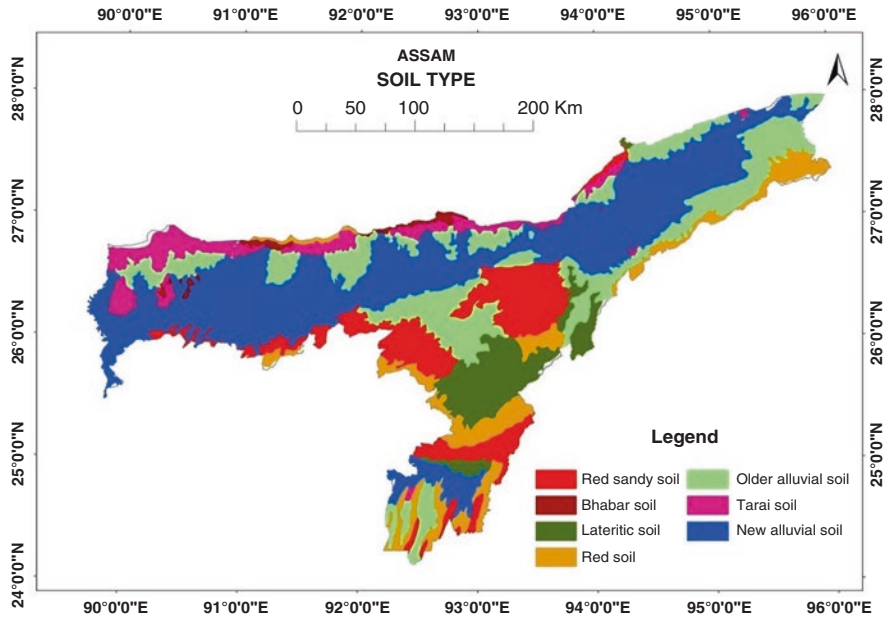 90°0'0"E 91°0'0"E 92°0'0"E 93°0'0"E 94°0'0"E 95°0'0"E 96°0'0"E
ASSAM
SOIL TYPE
0 50 100 200 Km
28°0'0"N
27°0'0"N
26°0'0"N
25°0'0"N
24°0'0"N
28°0'0"N
27°0'0"N
26°0'0"N
25°0'0"N
24°0'0"N
Legend
Red sandy soil
Bhabar soil
Lateritic soil
Red soil
Older alluvial soil
Tarai soil
New alluvial soil
90°0'0"E 91°0'0"E 92°0'0"E 93°0'0"E 94°0'0"E 95°0'0"E 96°0'0"E